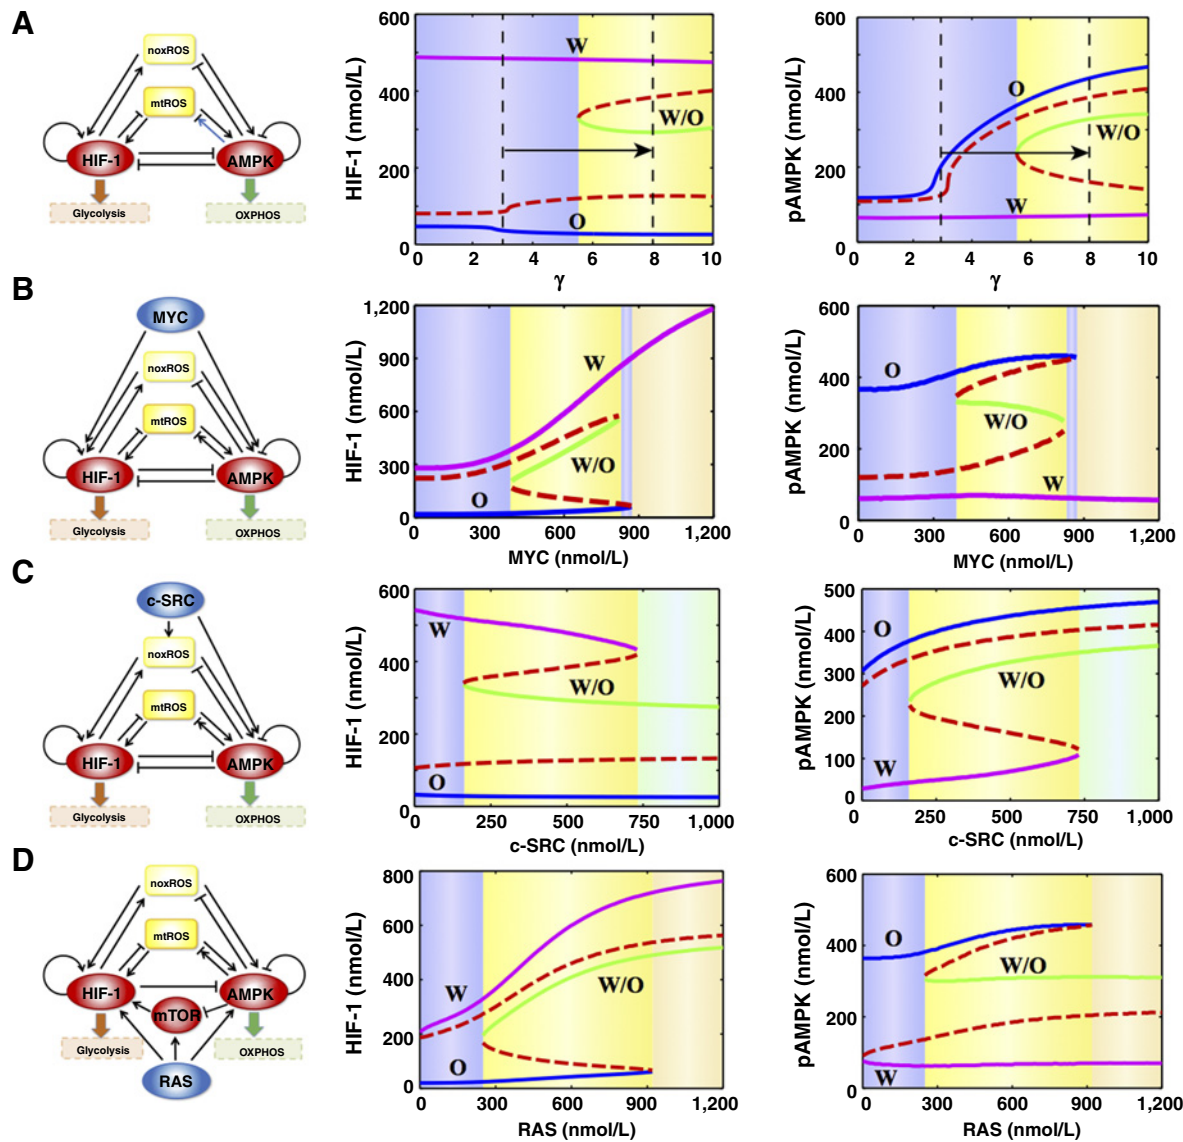 A
noxROS
mtROS
HIF-1
AMPK
Glycolysis
OXPHOS
HIF-1 (nmol/L)
600
400
200
0
W
W/O
O
0 2 4 6 8 10
γ
pAMPK (nmol/L)
600
400
200
0
O
W/O
W
0 2 4 6 8 10
γ
B
MYC
noxROS
mtROS
HIF-1
AMPK
Glycolysis
OXPHOS
HIF-1 (nmol/L)
1,200
900
600
300
0
W
W/O
O
0 300 600 900 1,200
MYC (nmol/L)
pAMPK (nmol/L)
600
400
200
0
O
W/O
W
0 300 600 900 1,200
MYC (nmol/L)
C
c-SRC
noxROS
mtROS
HIF-1
AMPK
Glycolysis
OXPHOS
HIF-1 (nmol/L)
600
400
200
0
W
W/O
O
0 250 500 750 1,000
c-SRC (nmol/L)
pAMPK (nmol/L)
500
400
300
200
100
0
O
W/O
W
0 250 500 750 1,000
c-SRC (nmol/L)
D
noxROS
mtROS
HIF-1
AMPK
mTOR
Glycolysis
OXPHOS
RAS
HIF-1 (nmol/L)
800
600
400
200
0
W
W/O
O
0 300 600 900 1,200
RAS (nmol/L)
pAMPK (nmol/L)
600
400
200
0
O
W/O
W
0 300 600 900 1,200
RAS (nmol/L)